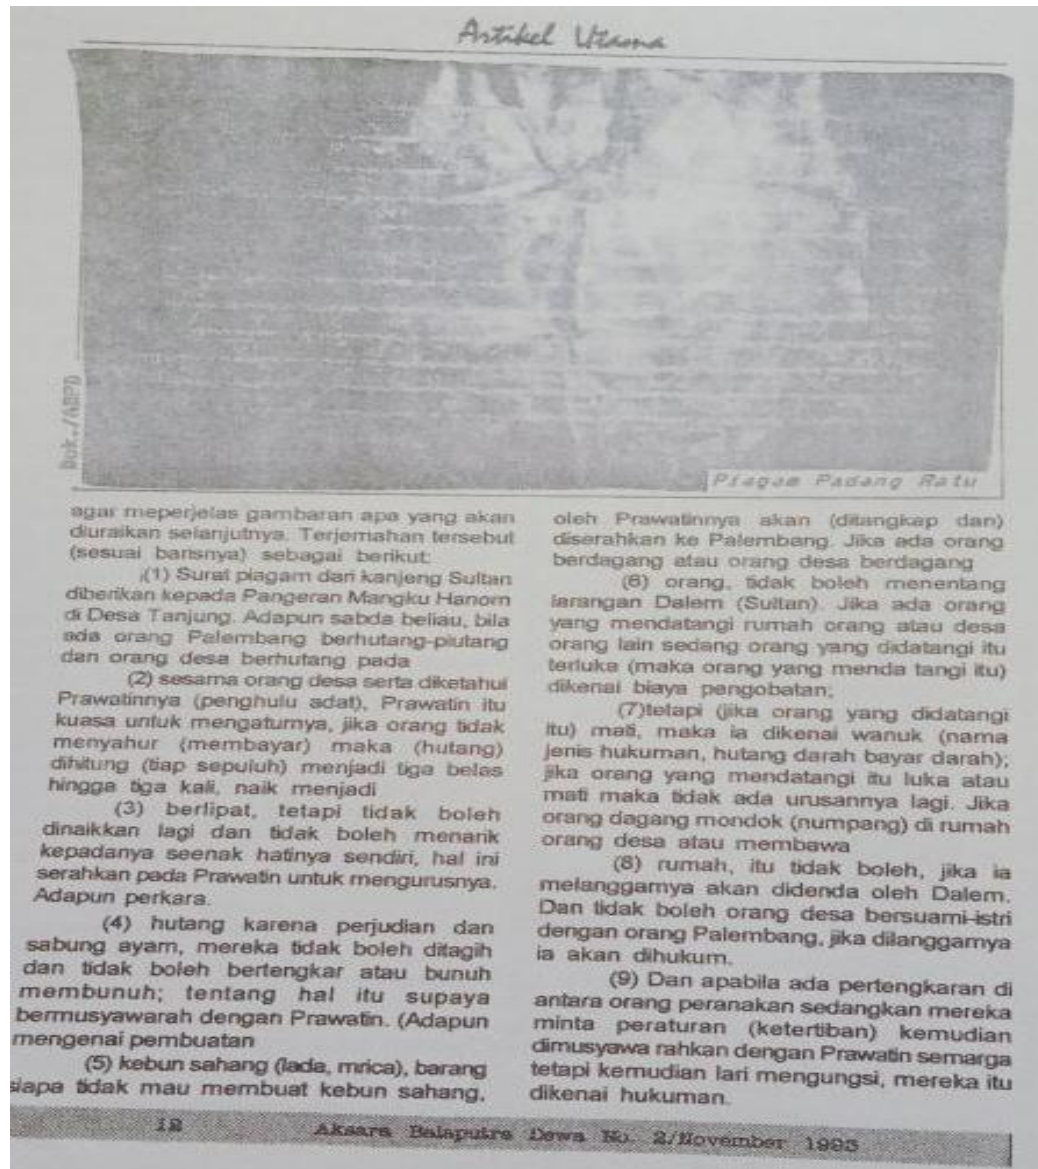 Artikel Utama
Dok./ABPD
Piagam Padang Ratu
agar meperjelas gambaran apa yang akan
diuraikan selanjutnya. Terjemahan tersebut
(sesuai barisnya) sebagai berikut:
(1) Surat piagam dari kanjeng Sultan
diberikan kepada Pangeran Mangku Hanom
di Desa Tanjung. Adapun sabda beliau, bila
ada orang Palembang berhutang-piutang
dan orang desa berhutang pada
(2) sesama orang desa serta diketahui
Prawatinnya (penghulu adat), Prawatin itu
kuasa untuk mengaturnya, jika orang tidak
menyahur (membayar) maka (hutang)
dihitung (tiap sepuluh) menjadi tiga belas
hingga tiga kali, naik menjadi
(3) berlipat, tetapi tidak boleh
dinaikkan lagi dan tidak boleh menarik
kepadanya seenak hatinya sendiri, hal ini
serahkan pada Prawatin untuk mengurusnya.
Adapun perkara.
(4) hutang karena perjudian dan
sabung ayam, mereka tidak boleh ditagih
dan tidak boleh bertengkar atau bunuh
membunuh; tentang hal itu supaya
bermusyawarah dengan Prawatin. (Adapun
mengenai pembuatan
(5) kebun sahang (lada, mrica), barang
siapa tidak mau membuat kebun sahang,
oleh Prawatinnya akan (ditangkap dan)
diserahkan ke Palembang. Jika ada orang
berdagang atau orang desa berdagang
(6) orang, tidak boleh menentang
larangan Dalem (Sultan). Jika ada orang
yang mendatangi rumah orang atau desa
orang lain sedang orang yang didatangi itu
terluka (maka orang yang menda tangi itu)
dikenai biaya pengobatan;
(7)tetapi (jika orang yang didatangi
itu) mati, maka ia dikenai wanuk (nama
jenis hukuman, hutang darah bayar darah);
jika orang yang mendatangi itu luka atau
mati maka tidak ada urusannya lagi. Jika
orang dagang mondok (numpang) di rumah
orang desa atau membawa
(8) rumah, itu tidak boleh, jika ia
melanggarnya akan didenda oleh Dalem.
Dan tidak boleh orang desa bersuami-istri
dengan orang Palembang, jika dilanggarnya
ia akan dihukum.
(9) Dan apabila ada pertengkaran di
antara orang peranakan sedangkan mereka
minta peraturan (ketertiban) kemudian
dimusyawa rahkan dengan Prawatin semarga
tetapi kemudian lari mengungsi, mereka itu
dikenai hukuman.
12 Aksara Balaputra Dewa No. 2/November 1993